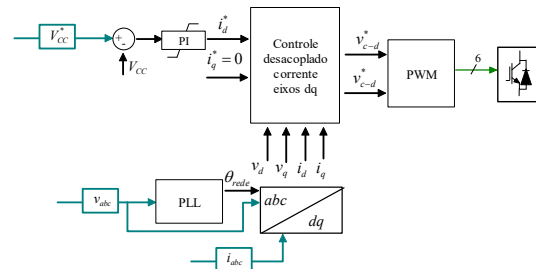 V*CC
+
-
VCC
PI
i*d
i*q = 0
Controle
desacoplado
corrente
eixos dq
v*c-d
v*c-d
PWM
6
vd vq id iq
vabc
PLL
θrede
abc
dq
iabc